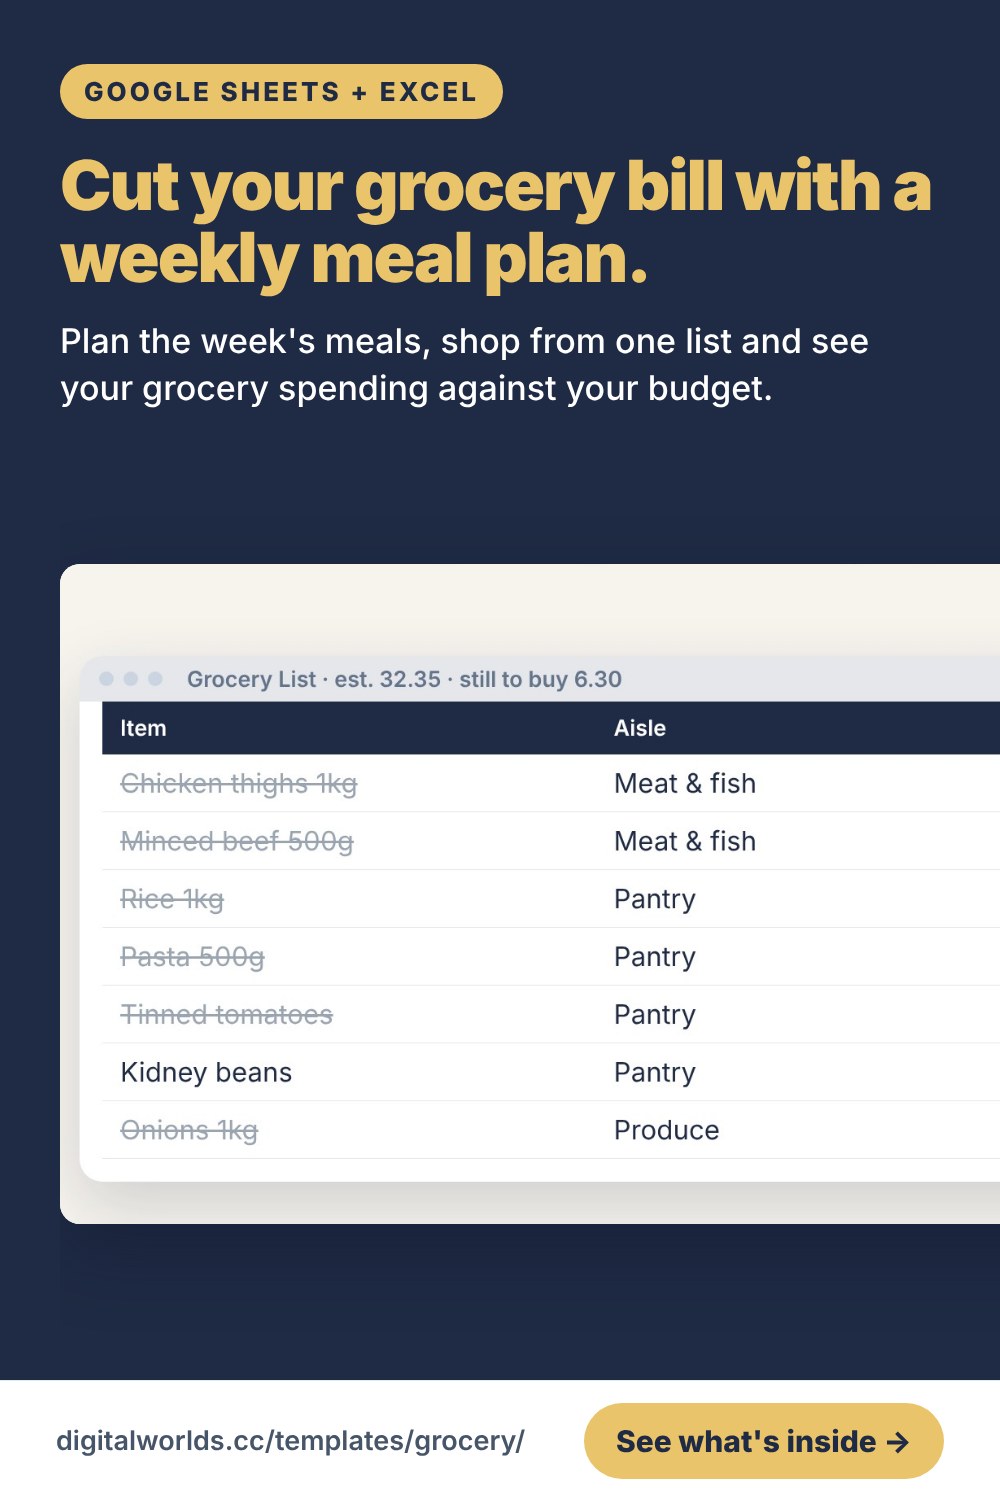 GOOGLE SHEETS + EXCEL
Cut your grocery bill with a
weekly meal plan.
Plan the week's meals, shop from one list and see
your grocery spending against your budget.
Grocery List · est. 32.35 · still to buy 6.30
Item Aisle
Chicken thighs 1kg Meat & fish
Minced beef 500g Meat & fish
Rice 1kg Pantry
Pasta 500g Pantry
Tinned tomatoes Pantry
Kidney beans Pantry
Onions 1kg Produce
digitalworlds.cc/templates/grocery/ See what's inside →